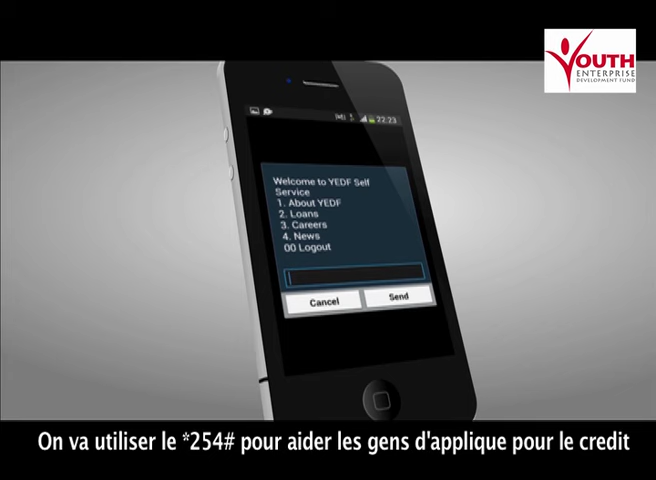 YOUTH
ENTERPRISE
DEVELOPMENT FUND
22:23
Welcome to YEDF Self
Service
1. About YEDF
2. Loans
3. Careers
4. News
00 Logout
Cancel
Send
On va utiliser le *254# pour aider les gens d'applique pour le credit